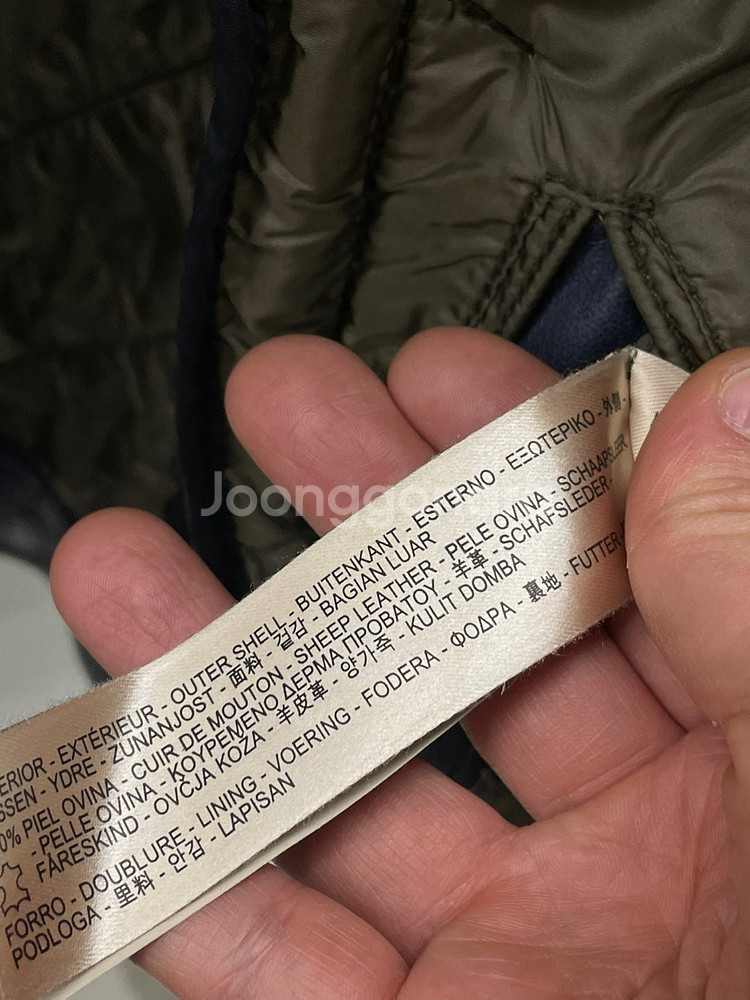 ERIOR - EXTÉRIEUR - OUTER SHELL - BUITENKANT - ESTERNO - ΕΞΩΤΕΡΙΚΟ - 外側 -
SSEN - YDRE - ZUNANJOST - 面料 - 겉감 - BAGIAN LUAR
0% PIEL OVINA - CUIR DE MOUTON - SHEEP LEATHER - PELE OVINA - SCHAAPSLEER
- PELLE OVINA - ΚΟΥΡΕΜΕΝΟ ΔΕΡΜΑ ΠΡΟΒΑΤΟΥ - 羊革 - SCHAFSLEDER -
FÅRESKIND - OVČJA KOŽA - 羊皮革 - 양가죽 - KULIT DOMBA
FORRO - DOUBLURE - LINING - VOERING - FODERA - ΦΟΔΡΑ - 裏地 - FUTTER -
PODLOGA - 里料 - 안감 - LAPISAN